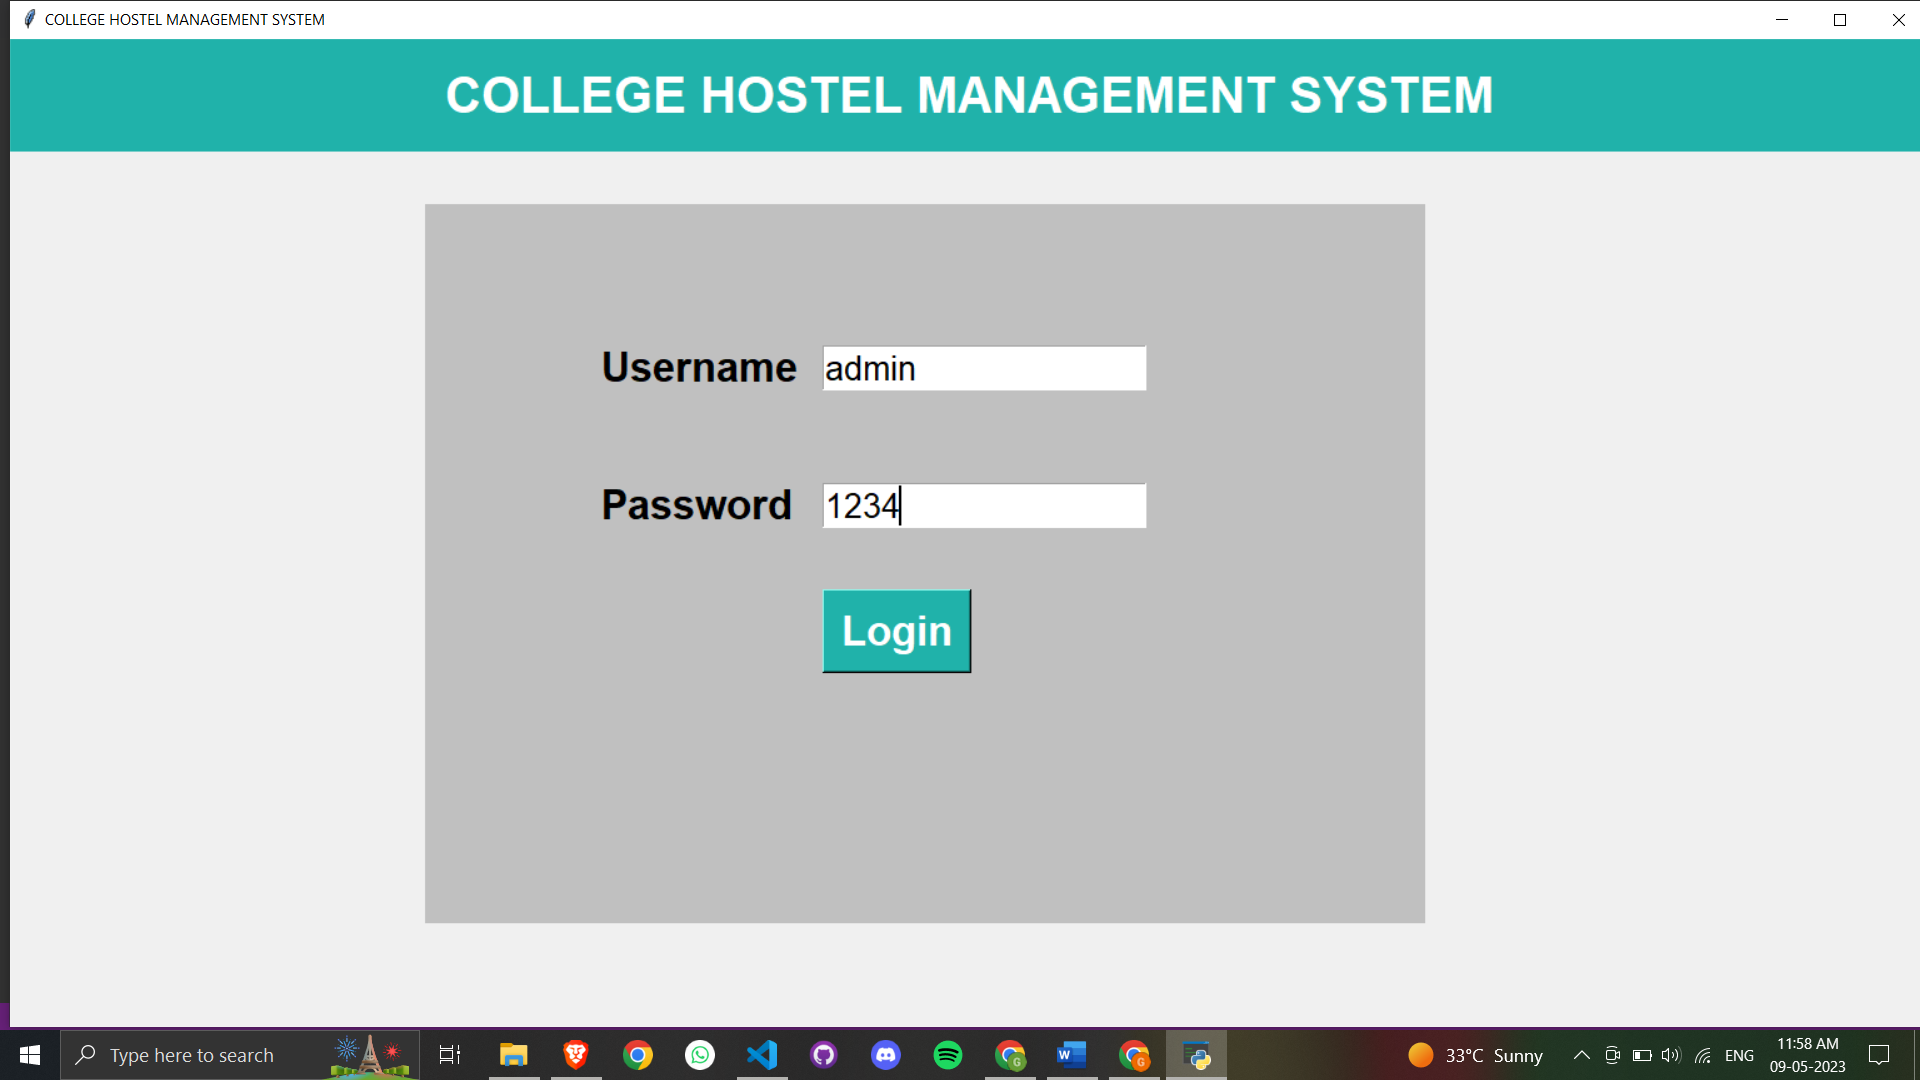 COLLEGE HOSTEL MANAGEMENT SYSTEM
COLLEGE HOSTEL MANAGEMENT SYSTEM
Username admin
Password 1234
Login
Type here to search
33°C Sunny
ENG
11:58 AM
09-05-2023